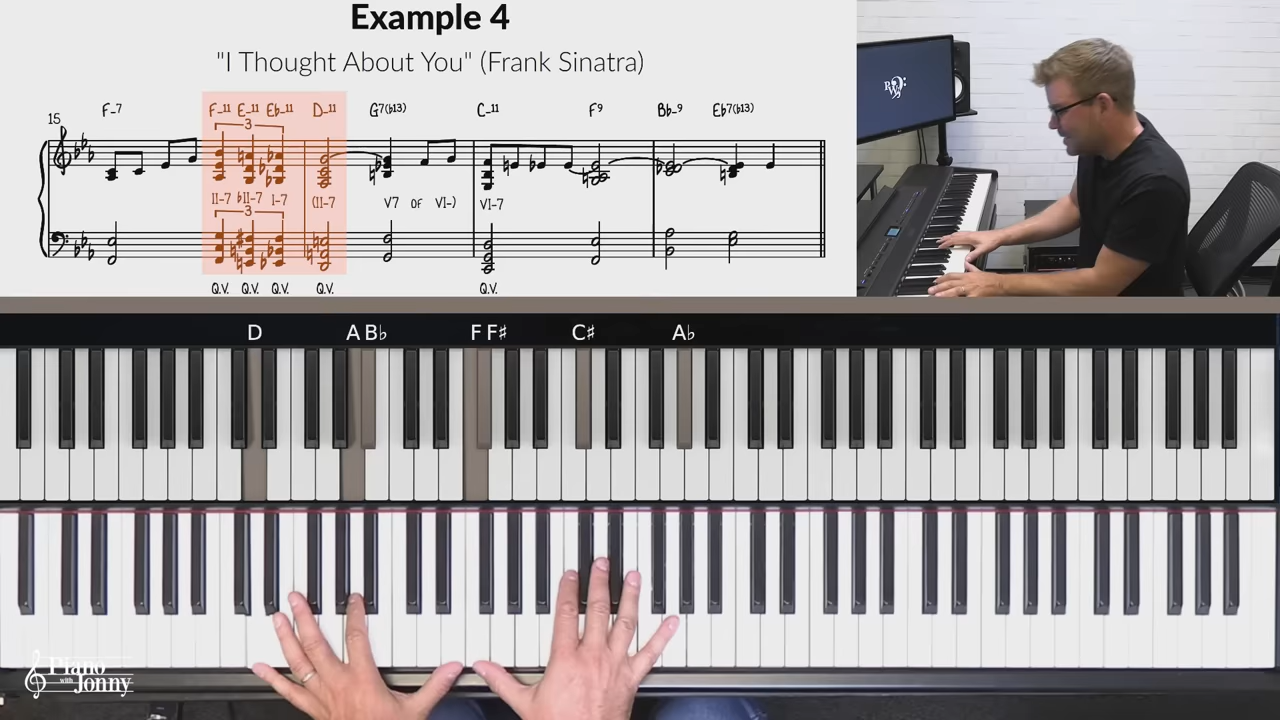 Example 4
"I Thought About You" (Frank Sinatra)
15 F-7 F-11 E-11 Eb-11 D-11 G7(b13) C-11 F9 Bb-9 Eb7(b13)
3
II-7 bII-7 I-7 (II-7 V7 OF VI-) VI-7
3
Q.V. Q.V. Q.V. Q.V. Q.V.
D A B♭ F F♯ C♯ A♭
Piano
with
Jonny